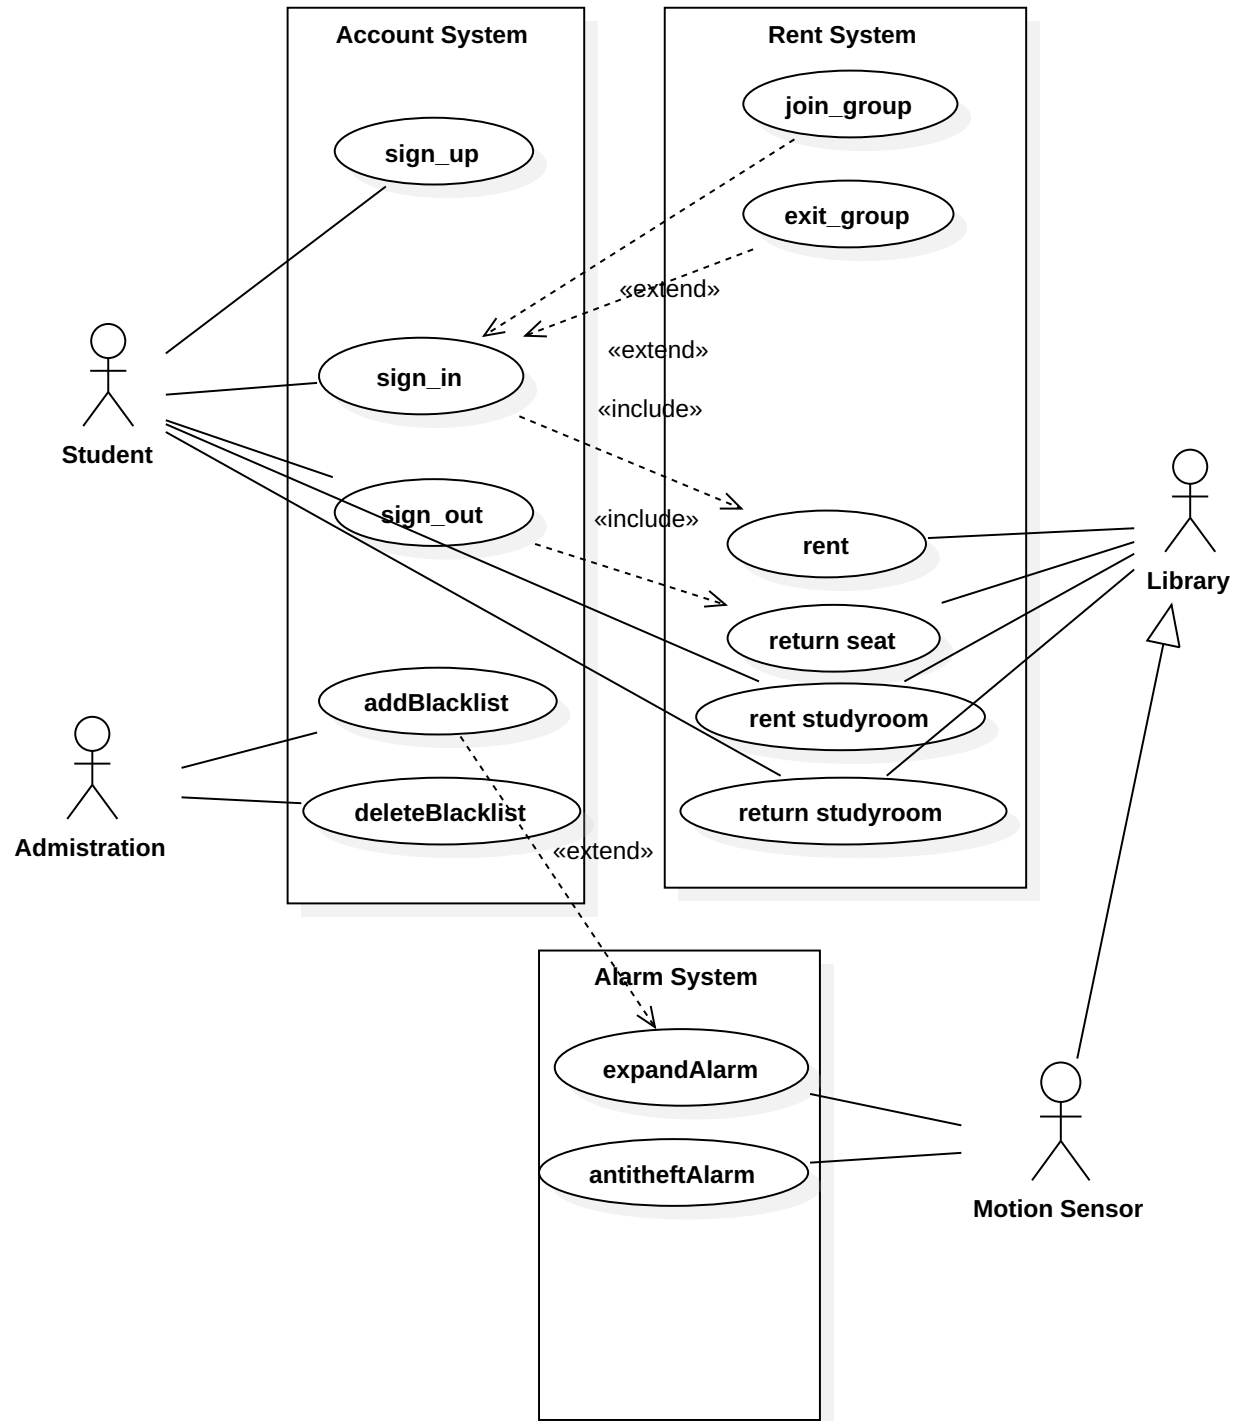 Account System
Rent System
join_group
sign_up
exit_group
«extend»
«extend»
sign_in
«include»
Student
sign_out
«include»
rent
Library
return seat
addBlacklist
rent studyroom
deleteBlacklist
return studyroom
Admistration
«extend»
Alarm System
expandAlarm
antitheftAlarm
Motion Sensor